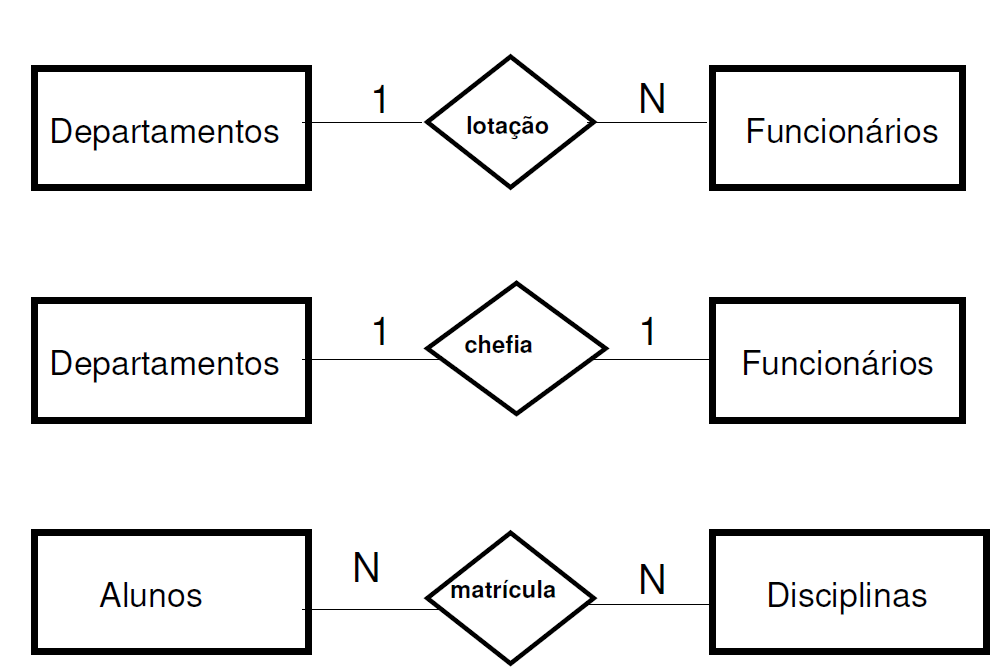 Departamentos 1 lotação N Funcionários
Departamentos 1 chefia 1 Funcionários
Alunos N matrícula N Disciplinas